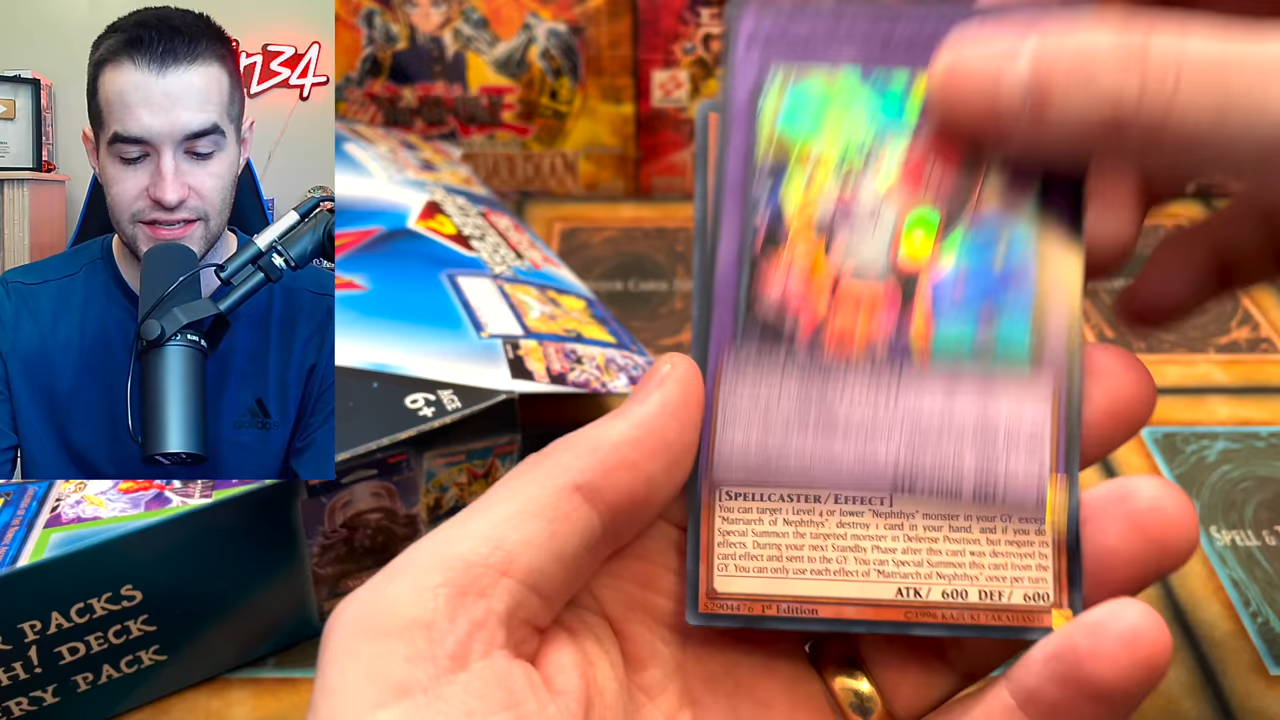 n34
AGE
6+
adidas
PACKS
H! DECK
ERY PACK
SPELL &
[SPELLCASTER/EFFECT]
You can target 1 Level 4 or lower "Nephthys" monster in your GY, except
"Matriarch of Nephthys"; destroy 1 card in your hand, and if you do
Special Summon the targeted monster in Defense Position, but negate its
effects. During your next Standby Phase after this card was destroyed by
card effect and sent to the GY: You can Special Summon this card from the
GY. You can only use each effect of "Matriarch of Nephthys" once per turn
ATK/ 600 DEF/ 600
52904476 1st Edition
©1996 KAZUKI TAKAHASHI